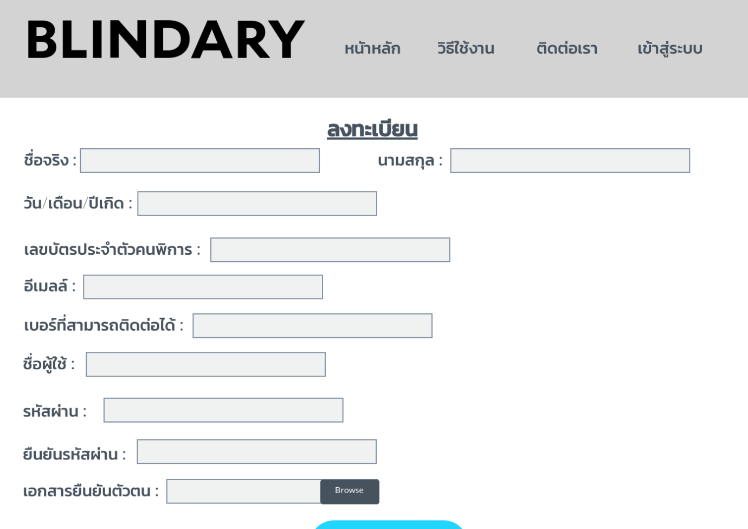 BLINDARY
หน้าหลัก วิธีใช้งาน ติดต่อเรา เข้าสู่ระบบ
ลงทะเบียน
ชื่อจริง : นามสกุล :
วัน/เดือน/ปีเกิด :
เลขบัตรประจำตัวคนพิการ :
อีเมลล์ :
เบอร์ที่สามารถติดต่อได้ :
ชื่อผู้ใช้ :
รหัสผ่าน :
ยืนยันรหัสผ่าน :
เอกสารยืนยันตัวตน : Browse